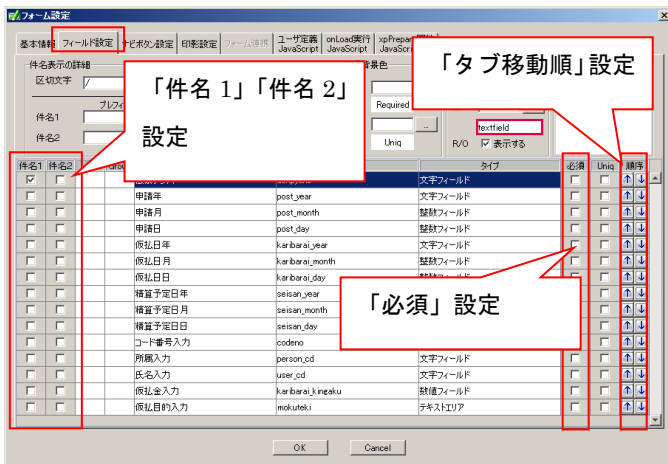 フォーム設定
基本情報 フィールド設定 ナビボタン設定 印影設定 フォーム連携 ユーザ定義 JavaScript onLoad実行 JavaScript xpPrepar JavaScri
件名表示の詳細 背景色
区切文字 /
件名1 Required
件名2 Uniq
... textfield
R/O 表示する
「件名 1」「件名 2」
設定
「タブ移動順」設定
「必須」設定
件名1 件名2 タイプ 必須 Uniq 順序
文字フィールド
申請年 post_year 文字フィールド
申請月 post_month 整数フィールド
申請日 post_day 整数フィールド
仮払日年 karibarai_year 文字フィールド
仮払日月 karibarai_month 整数フィールド
仮払日日 karibarai_day
精算予定日年 seisan_year
精算予定日月 seisan_month
精算予定日日 seisan_day
コード番号入力 codeno
所属入力 person_cd 文字フィールド
氏名入力 user_cd 文字フィールド
仮払金入力 karibarai_kingaku 数値フィールド
仮払目的入力 mokuteki テキストエリア
OK Cancel